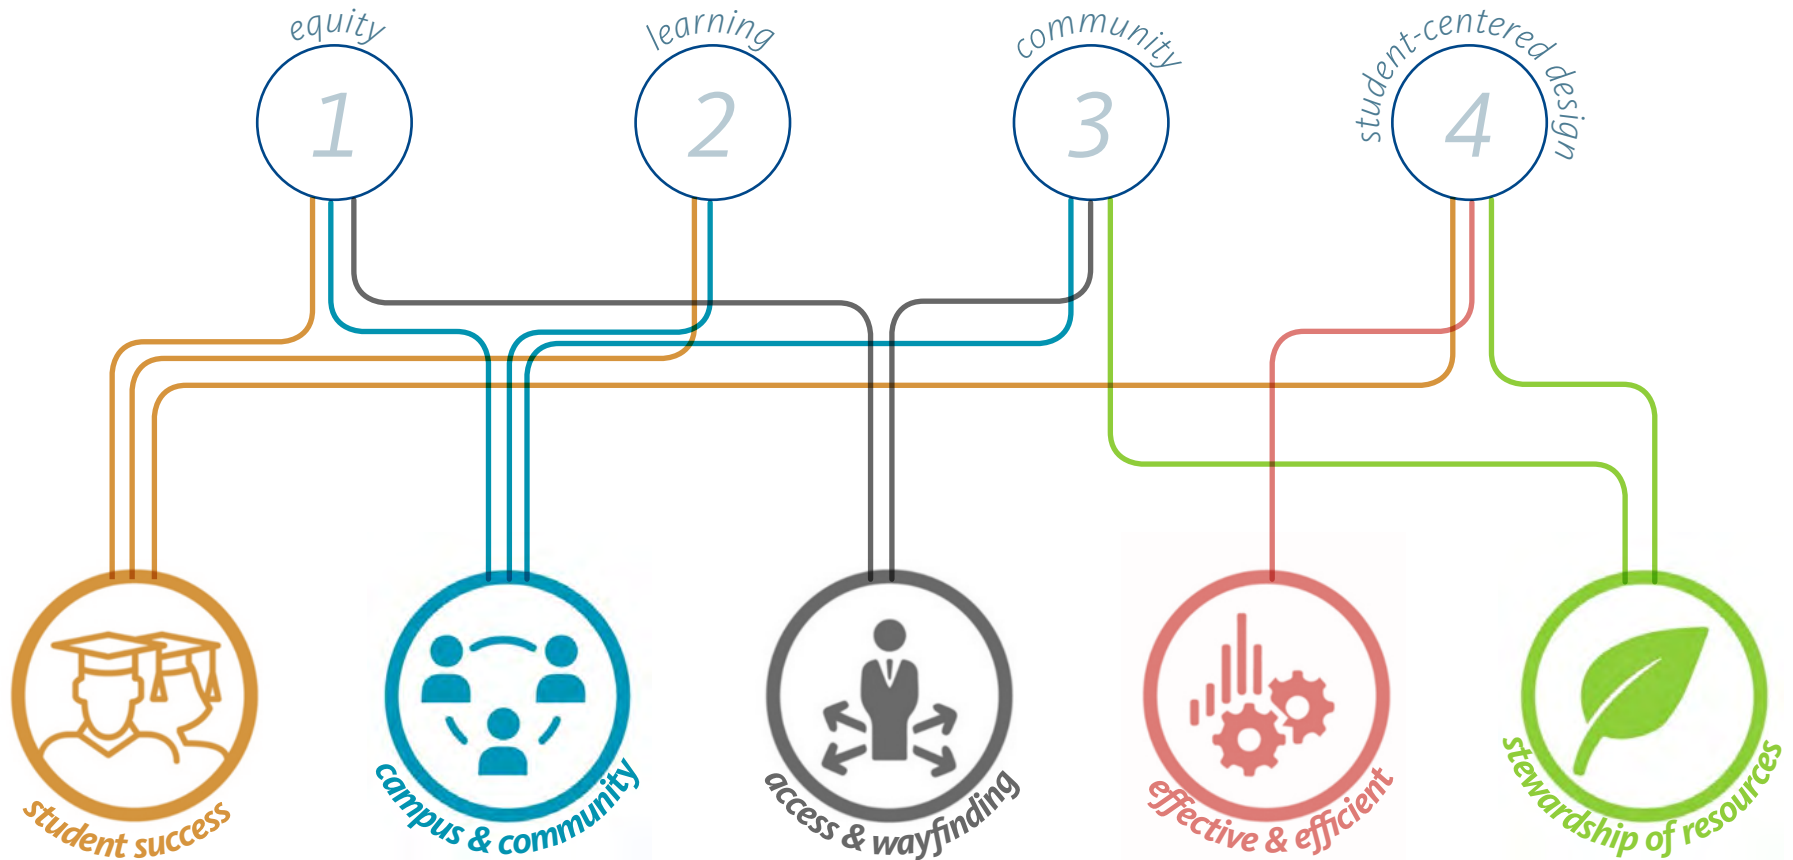 equity
learning
community
student-centered design
1
2
3
4
student success
campus & community
access & wayfinding
effective & efficient
stewardship of resources